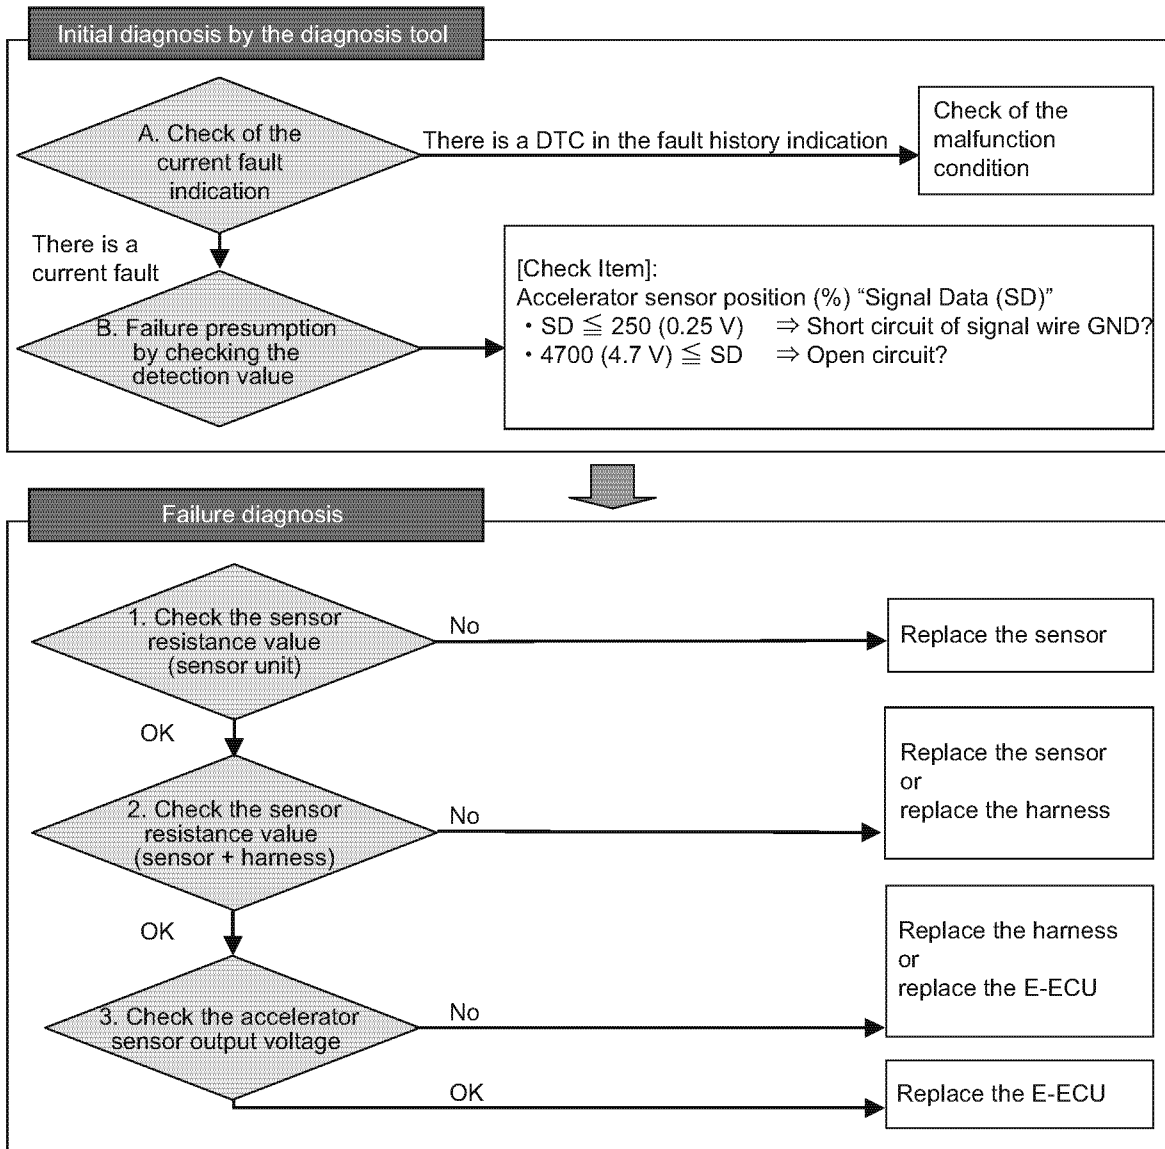 Initial diagnosis by the diagnosis tool
A. Check of the
current fault
indication
There is a DTC in the fault history indication
Check of the
malfunction
condition
There is a
current fault
B. Failure presumption
by checking the
detection value
[Check Item]:
Accelerator sensor position (%) “Signal Data (SD)”
・SD ≦ 250 (0.25 V) ⇒ Short circuit of signal wire GND?
・4700 (4.7 V) ≦ SD ⇒ Open circuit?
Failure diagnosis
1. Check the sensor
resistance value
(sensor unit)
No
Replace the sensor
OK
2. Check the sensor
resistance value
(sensor + harness)
No
Replace the sensor
or
replace the harness
OK
3. Check the accelerator
sensor output voltage
No
Replace the harness
or
replace the E-ECU
OK
Replace the E-ECU